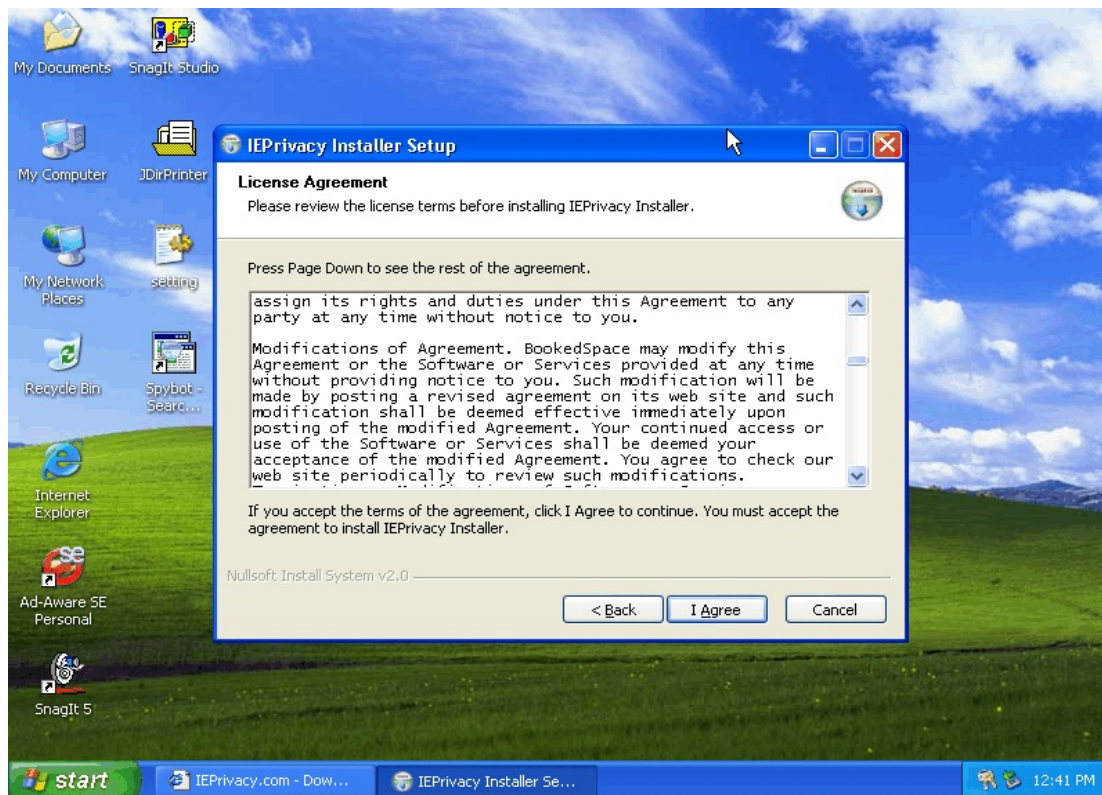 My Documents
SnagIt Studio
My Computer
JDirPrinter
My Network
Places
setting
Recycle Bin
Spybot -
Searc...
Internet
Explorer
Ad-Aware SE
Personal
SnagIt 5
IEPrivacy Installer Setup
License Agreement
Please review the license terms before installing IEPrivacy Installer.
Press Page Down to see the rest of the agreement.
assign its rights and duties under this Agreement to any
party at any time without notice to you.
Modifications of Agreement. BookedSpace may modify this
Agreement or the Software or Services provided at any time
without providing notice to you. Such modification will be
made by posting a revised agreement on its web site and such
modification shall be deemed effective immediately upon
posting of the modified Agreement. Your continued access or
use of the Software or Services shall be deemed your
acceptance of the modified Agreement. You agree to check our
web site periodically to review such modifications.
If you accept the terms of the agreement, click I Agree to continue. You must accept the
agreement to install IEPrivacy Installer.
Nullsoft Install System v2.0
< Back
I Agree
Cancel
start
IEPrivacy.com - Dow...
IEPrivacy Installer Se...
12:41 PM